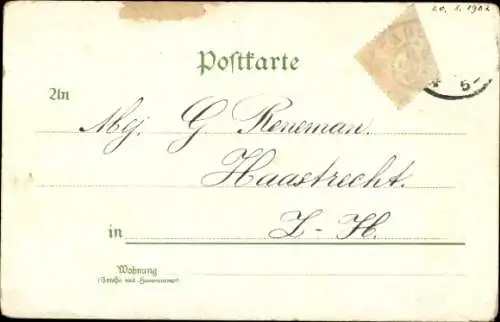 20. 1. 1902
Postkarte
An
Mej. G Reneman.
Haastrecht.
in Z-H.
Wohnung
(Straße und Hausnummer)